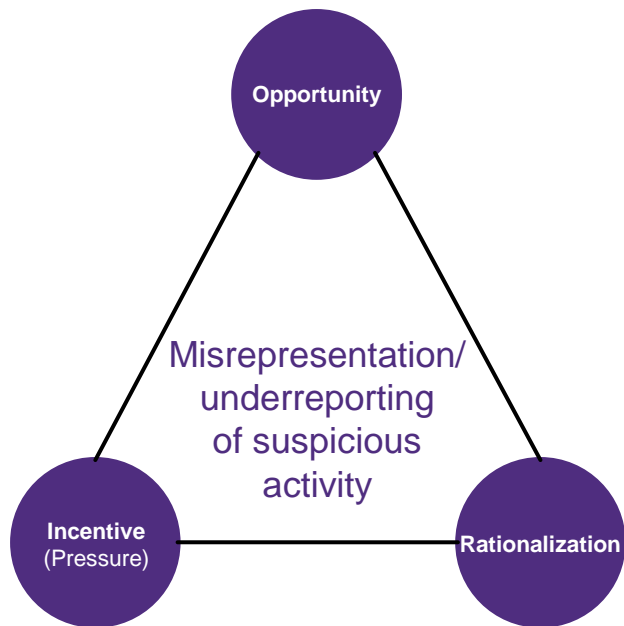 Opportunity
Misrepresentation/
underreporting
of suspicious
activity
Incentive
(Pressure)
Rationalization